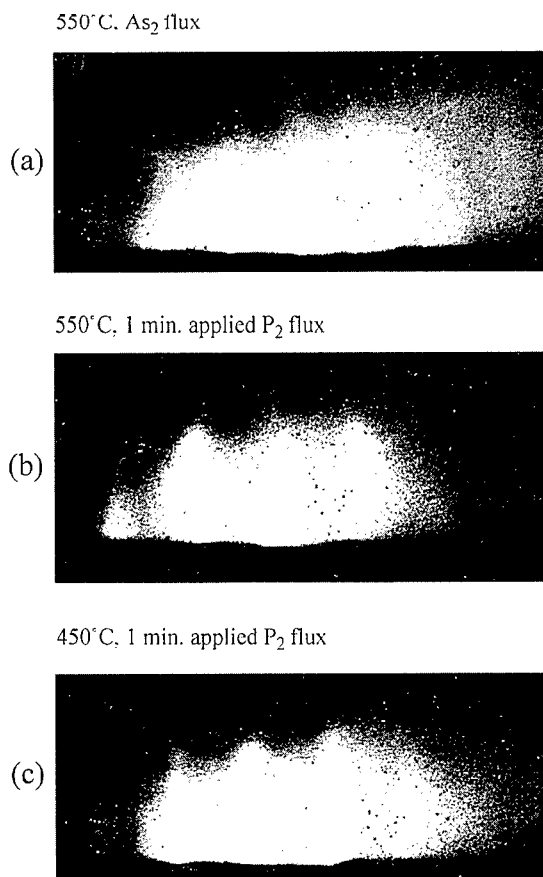 550°C, As₂ flux
(a)
550°C, 1 min. applied P₂ flux
(b)
450°C, 1 min. applied P₂ flux
(c)